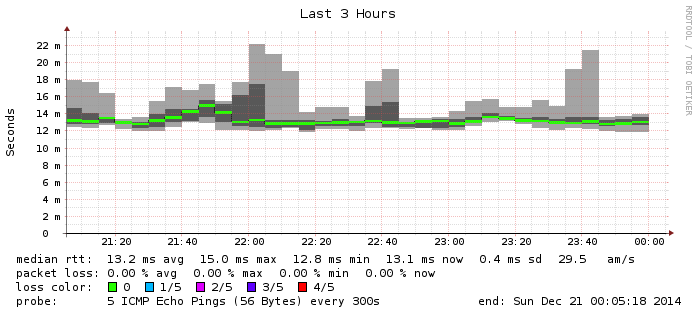 Last 3 Hours
RRDTOOL / TOBI OETIKER
Seconds
22 m
20 m
18 m
16 m
14 m
12 m
10 m
8 m
6 m
4 m
2 m
0
21:20 21:40 22:00 22:20 22:40 23:00 23:20 23:40 00:00
median rtt: 13.2 ms avg 15.0 ms max 12.8 ms min 13.1 ms now 0.4 ms sd 29.5 am/s
packet loss: 0.00 % avg 0.00 % max 0.00 % min 0.00 % now
loss color: 0 1/5 2/5 3/5 4/5
probe: 5 ICMP Echo Pings (56 Bytes) every 300s end: Sun Dec 21 00:05:18 2014